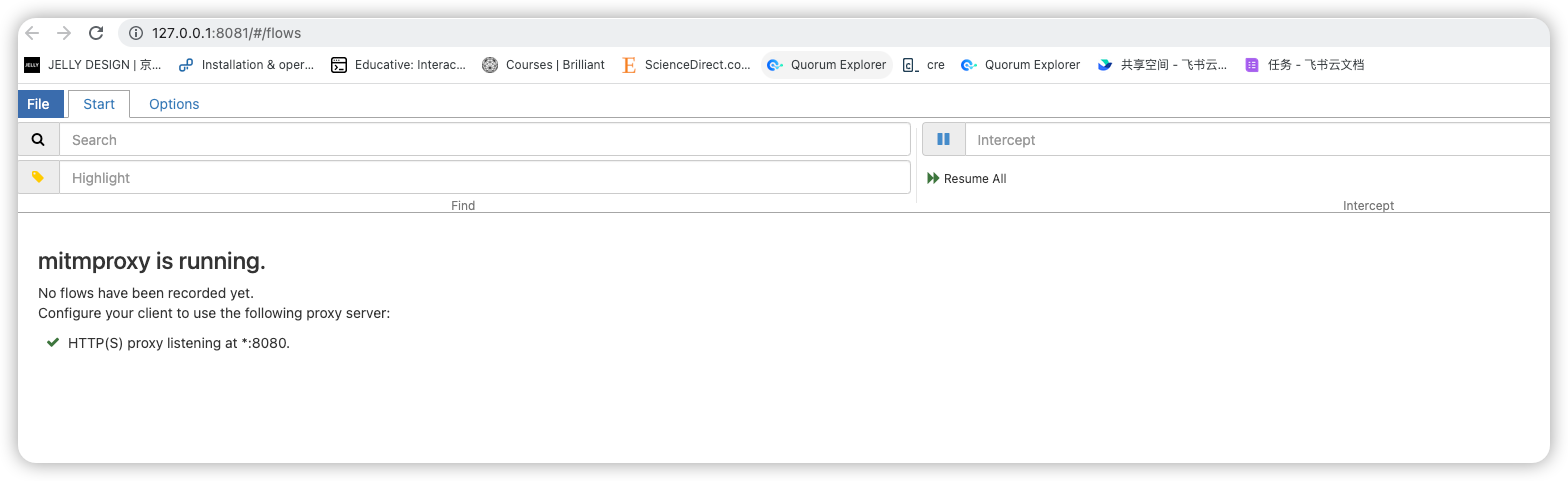 127.0.0.1:8081/#/flows
JELLY DESIGN | 京... Installation & oper... Educative: Interac... Courses | Brilliant ScienceDirect.co... Quorum Explorer cre Quorum Explorer 共享空间 - 飞书云... 任务 - 飞书云文档
File Start Options
Search Intercept
Highlight Resume All
Find Intercept
mitmproxy is running.
No flows have been recorded yet.
Configure your client to use the following proxy server:
HTTP(S) proxy listening at *:8080.